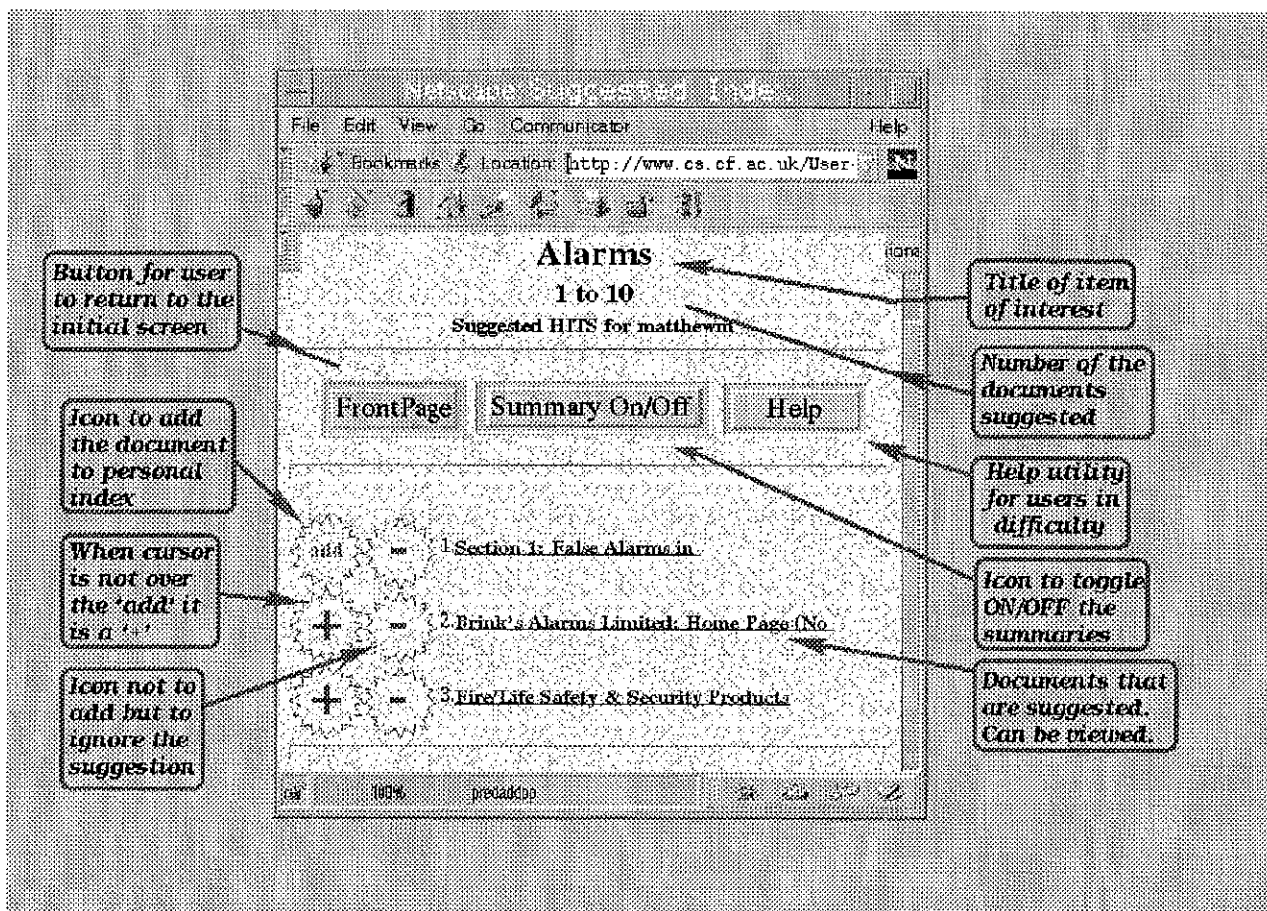 Netscape Suggested Inde
File Edit View Go Communicator Help
Bookmarks Location: http://www.cs.cf.ac.uk/User-
Alarms
1 to 10
Suggested HITS for matthewm
FrontPage Summary On/Off Help
add - 1. Section 1: False Alarms in
+ - 2. Brink's Alarms Limited: Home Page (No
+ - 3. Fire/Life Safety & Security Products
100% predaddop
Button for user
to return to the
initial screen
Icon to add
the document
to personal
index
When cursor
is not over
the 'add' it
is a '+'
Icon not to
add but to
ignore the
suggestion
Title of item
of interest
Number of the
documents
suggested
Help utility
for users in
difficulty
Icon to toggle
ON/OFF the
summaries
Documents that
are suggested.
Can be viewed.